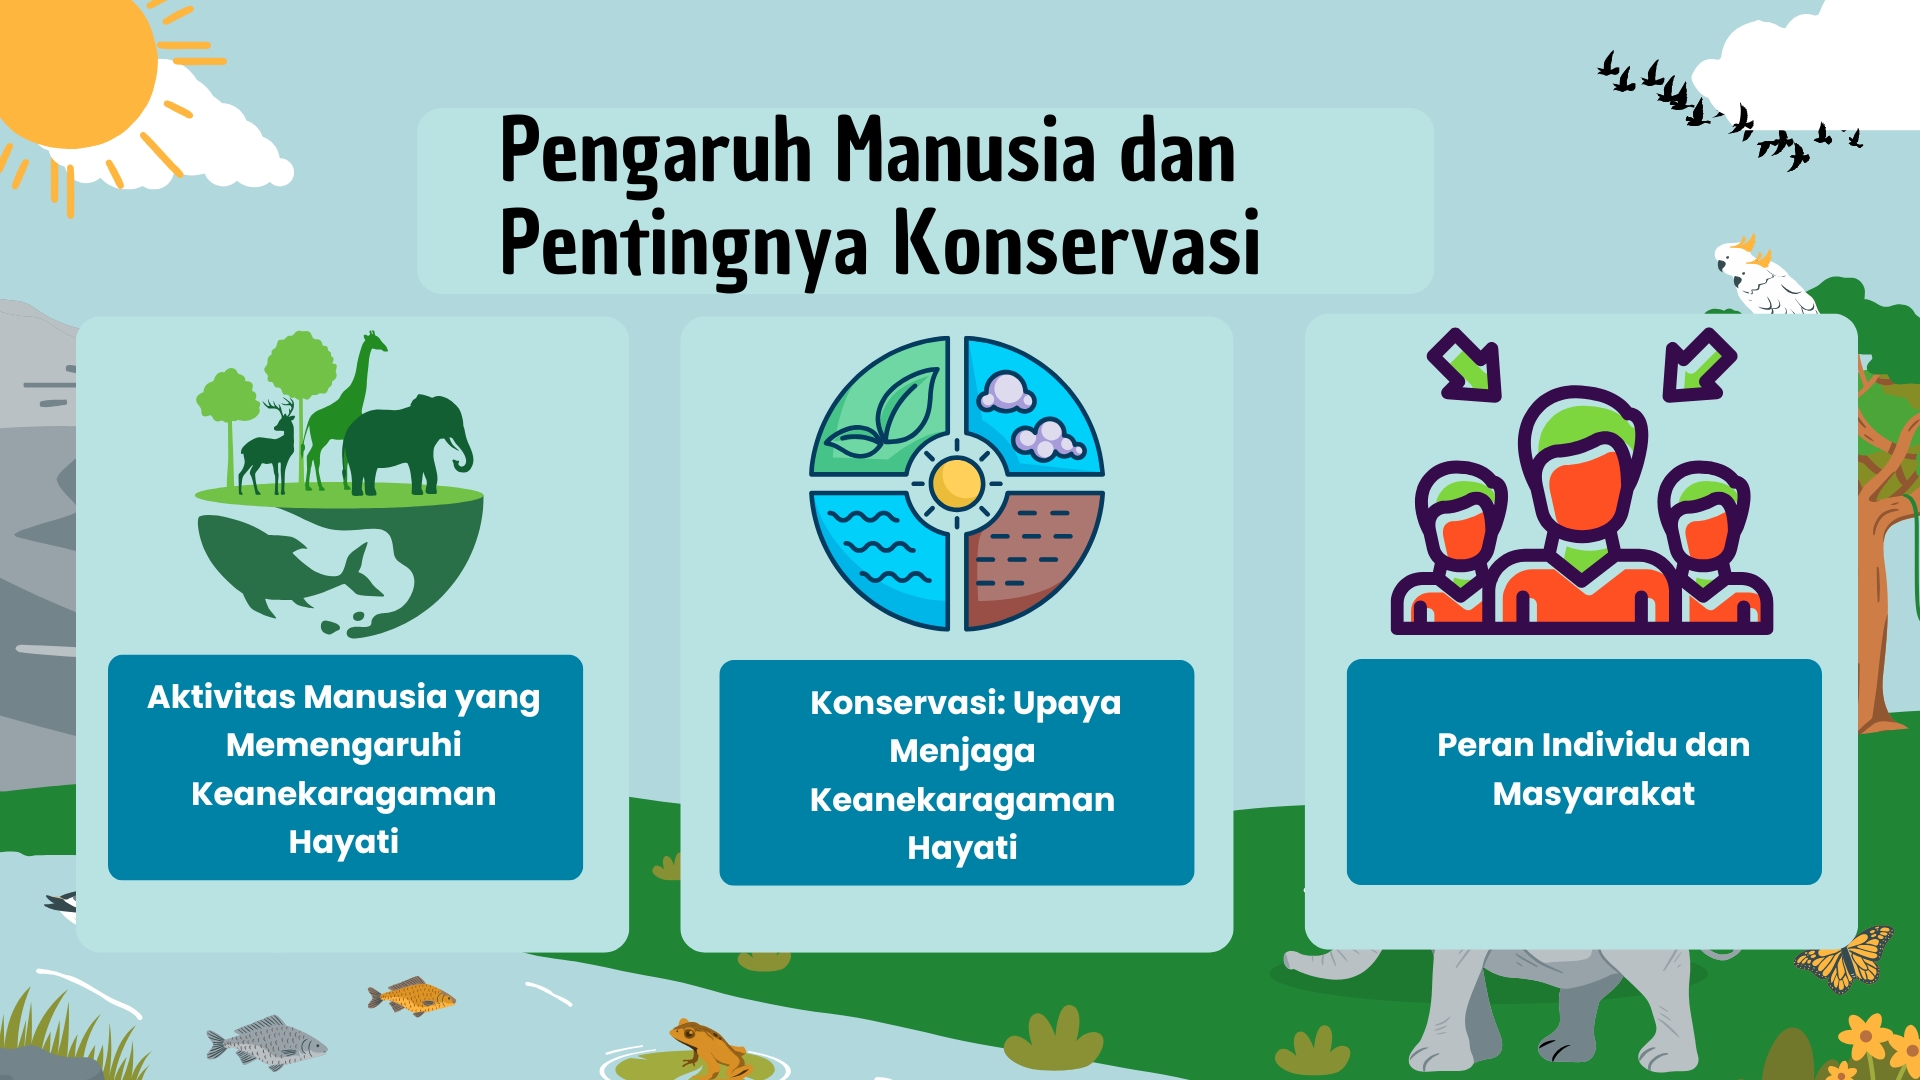 Pengaruh Manusia dan
Pentingnya Konservasi
Aktivitas Manusia yang
Memengaruhi
Keanekaragaman
Hayati
Konservasi: Upaya
Menjaga
Keanekaragaman
Hayati
Peran Individu dan
Masyarakat